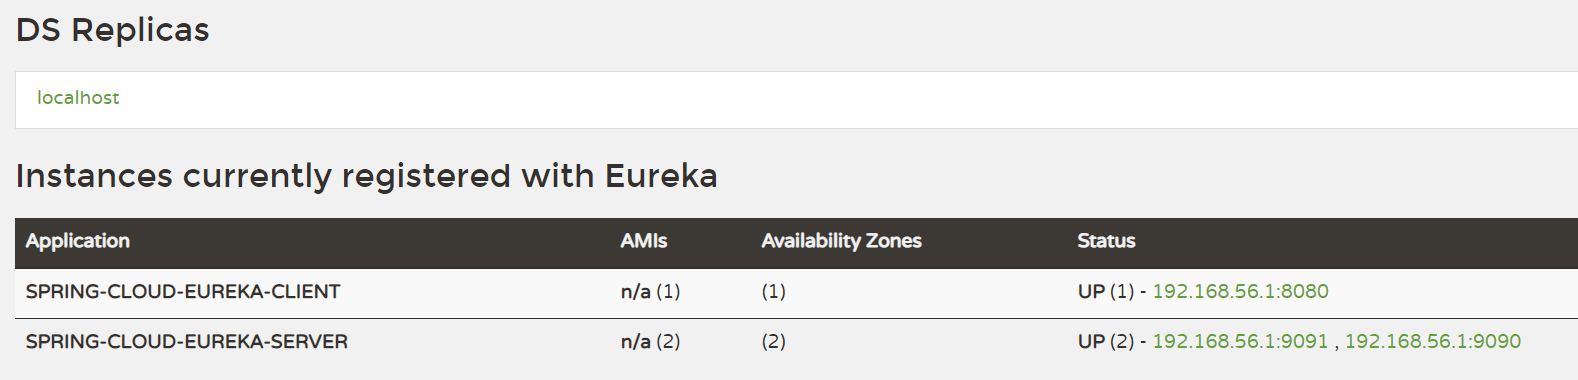 DS Replicas
localhost
Instances currently registered with Eureka
Application AMIs Availability Zones Status
SPRING-CLOUD-EUREKA-CLIENT n/a (1) (1) UP (1) - 192.168.56.1:8080
SPRING-CLOUD-EUREKA-SERVER n/a (2) (2) UP (2) - 192.168.56.1:9091 , 192.168.56.1:9090